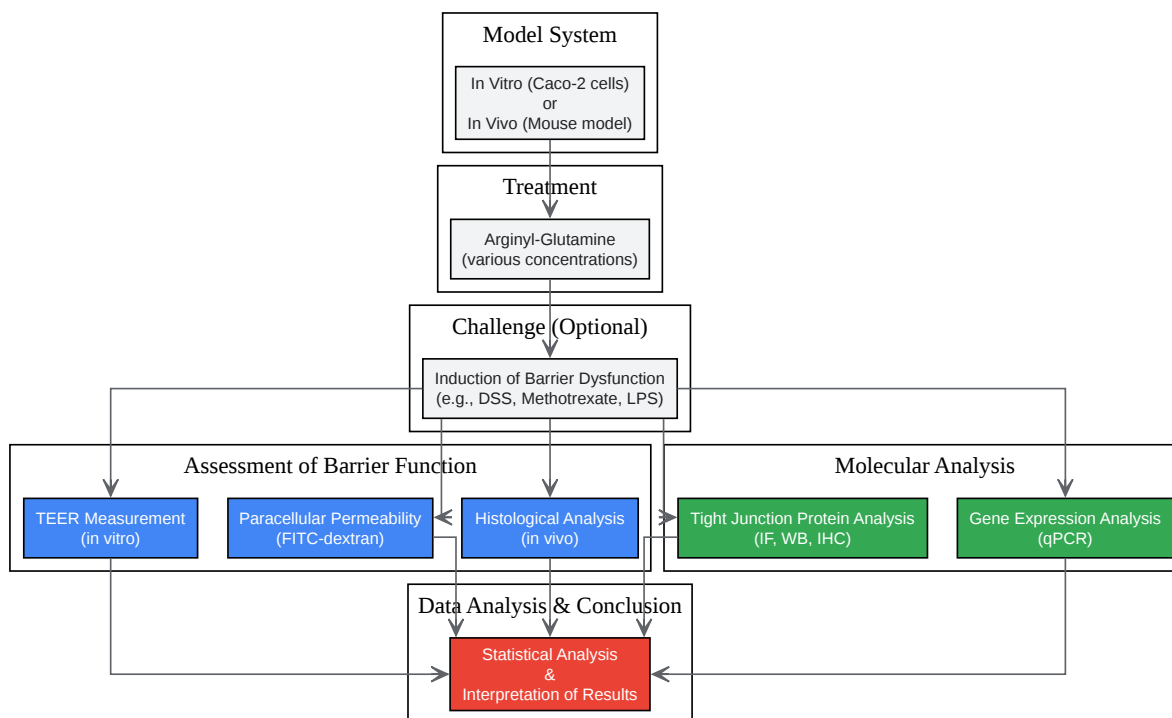 Model System
In Vitro (Caco-2 cells)
or
In Vivo (Mouse model)
Treatment
Arginyl-Glutamine
(various concentrations)
Challenge (Optional)
Induction of Barrier Dysfunction
(e.g., DSS, Methotrexate, LPS)
Assessment of Barrier Function
TEER Measurement
(in vitro)
Paracellular Permeability
(FITC-dextran)
Histological Analysis
(in vivo)
Molecular Analysis
Tight Junction Protein Analysis
(IF, WB, IHC)
Gene Expression Analysis
(qPCR)
Data Analysis & Conclusion
Statistical Analysis
&
Interpretation of Results